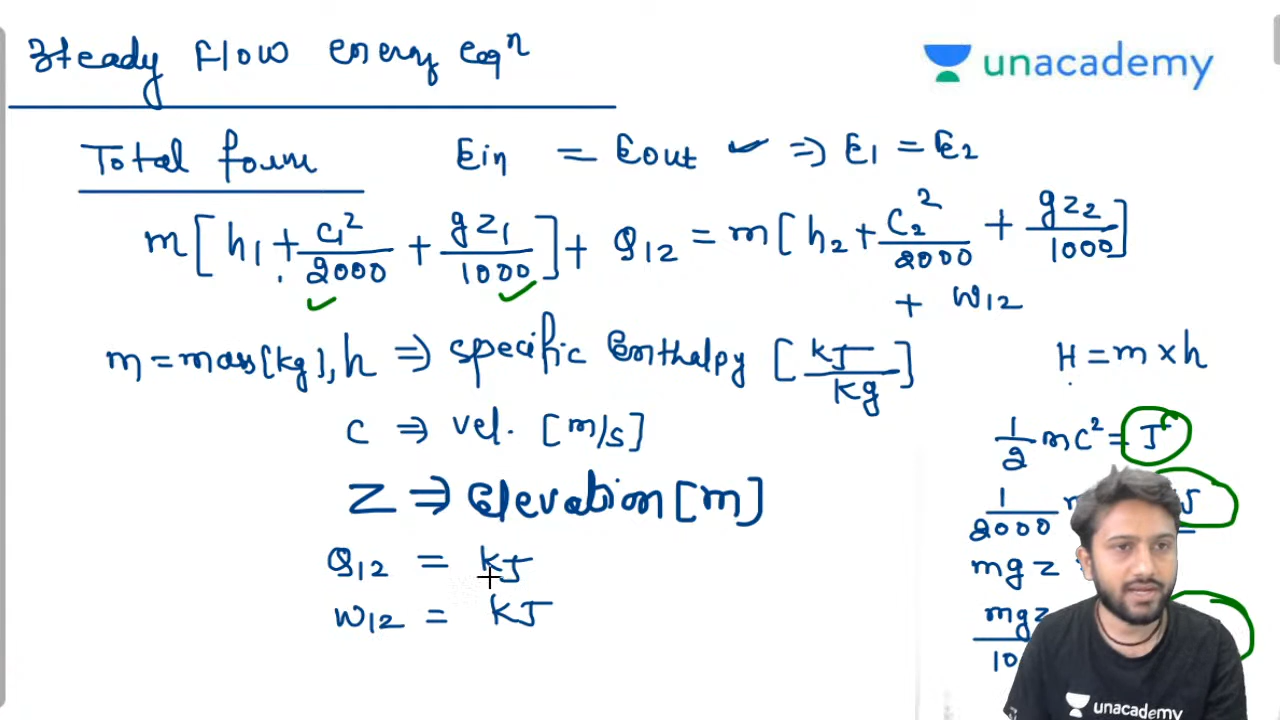 Steady Flow energy eqⁿ
unacademy
Total form Ein = Eout ✓ ⇒ E1 = E2
m[h1 + C1²/2000 + gZ1/1000] + Q12 = m[h2 + C2²/2000 + gZ2/1000]
+ W12
m = mass[kg], h ⇒ specific Enthalpy [kJ/kg]
H = m × h
C ⇒ vel. [m/s]
1/2 mc² = J
Z ⇒ Elevation [m]
1/2000 m
Q12 = kJ
mgz
W12 = kJ
mgz
10
unacademy